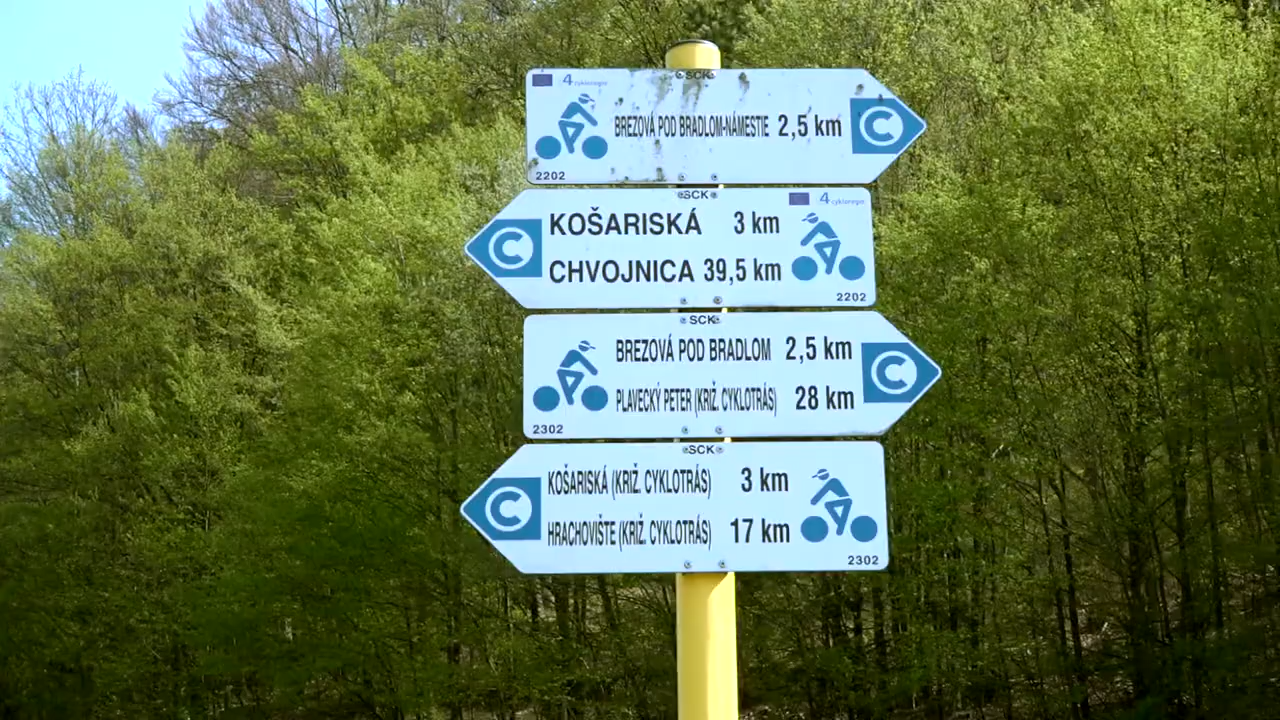 SCK
4 cykloregion
BREZOVÁ POD BRADLOM-NÁMESTIE 2,5 km
C
2202
SCK
4 cykloregion
KOŠARISKÁ 3 km
C
CHVOJNICA 39,5 km
2202
SCK
BREZOVÁ POD BRADLOM 2,5 km
C
PLAVECKÝ PETER (KRIŽ. CYKLOTRÁS) 28 km
2302
SCK
KOŠARISKÁ (KRIŽ. CYKLOTRÁS) 3 km
C
HRACHOVIŠTE (KRIŽ. CYKLOTRÁS) 17 km
2302